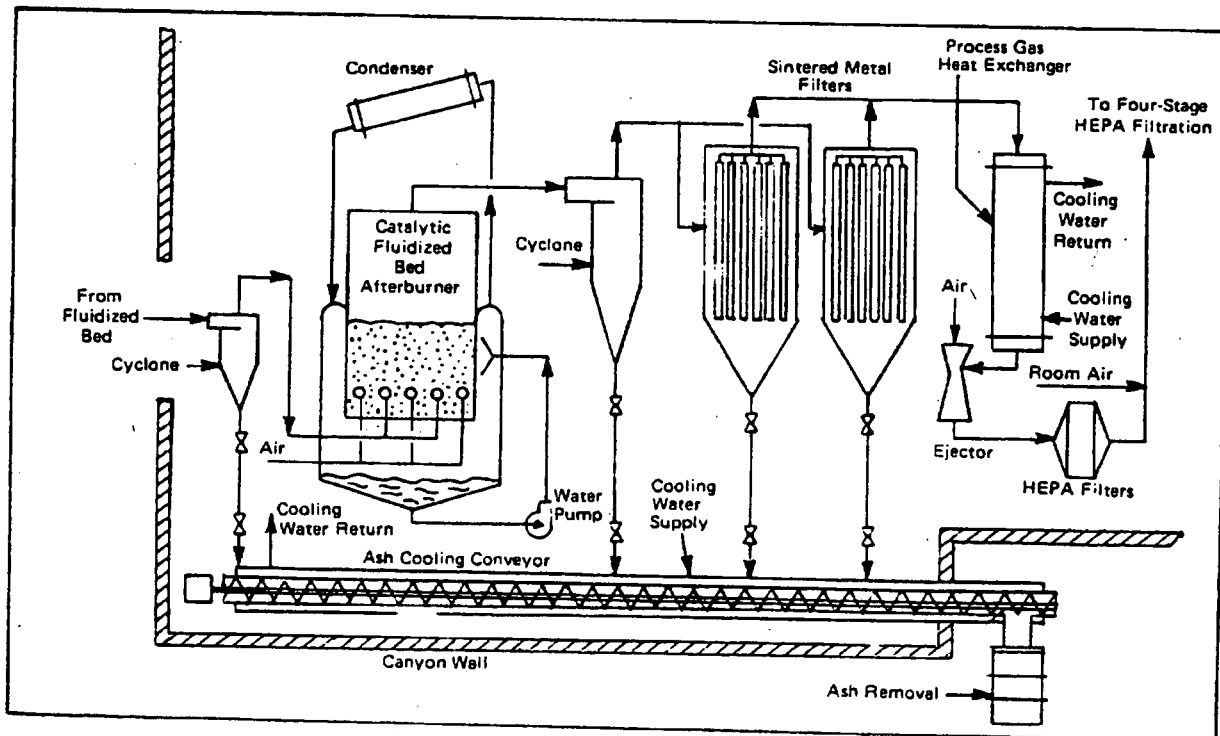 Condenser
Sintered Metal
Filters
Process Gas
Heat Exchanger
To Four-Stage
HEPA Filtration
Catalytic
Fluidized
Bed
Afterburner
Cyclone
Cooling
Water
Return
From
Fluidized
Bed
Cyclone
Air
Cooling
Water
Supply
Room Air
Air
Ejector
HEPA Filters
Water
Pump
Cooling
Water
Supply
Cooling
Water Return
Ash Cooling Conveyor
Canyon Wall
Ash Removal